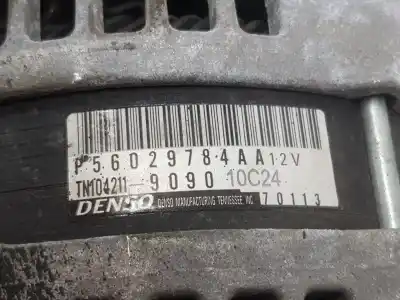 P56029784AA 12V
TN104211-9090 10C24
DENSO DENSO MANUFACTURING TENNESSEE, INC. 70113